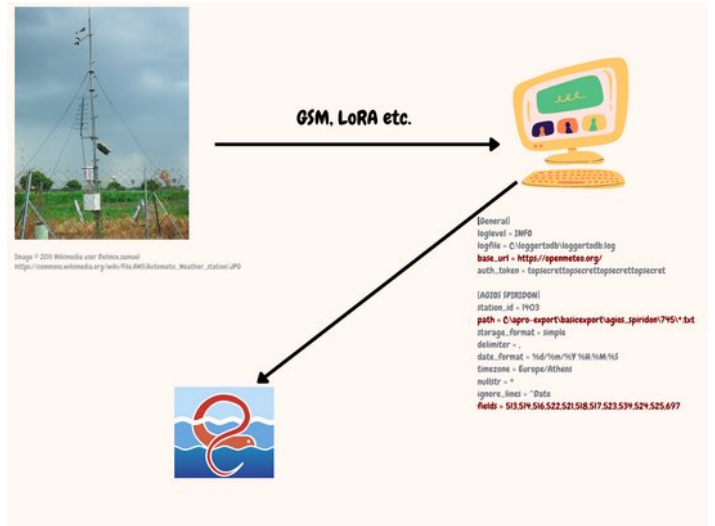 GSM, LoRA etc.
Image © 2011 Wikimedia user Delmos.samuel
https://commons.wikimedia.org/wiki/File:AWS(Automatic_Weather_station).JPG
[General]
loglevel = INFO
logfile = C:\loggertodb\loggertodb.log
base_url = https://openmeteo.org/
auth_token = topsecrettopsecrettopsecrettopsecret
[AGIOS SPIRIDON]
station_id = 1403
path = C:\apro-export\basicexport\agios_spiridon\745\*.txt
storage_format = simple
delimiter = ,
date_format = %d/%m/%Y %H:%M:%S
timezone = Europe/Athens
nullstr = *
ignore_lines = ^Date
fields = 513,514,516,522,521,518,517,523,534,524,525,697